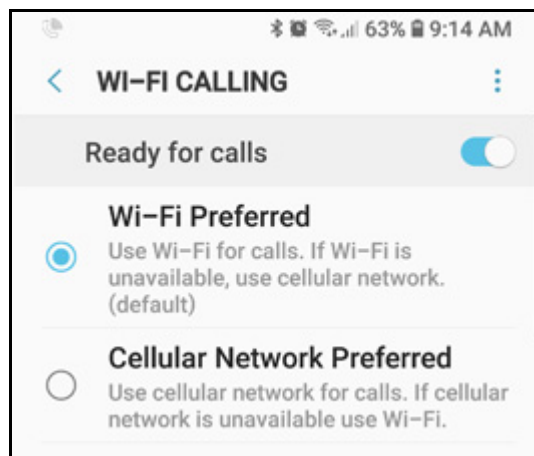 63% 9:14 AM
WI-FI CALLING
Ready for calls
Wi-Fi Preferred
Use Wi-Fi for calls. If Wi-Fi is
unavailable, use cellular network.
(default)
Cellular Network Preferred
Use cellular network for calls. If cellular
network is unavailable use Wi-Fi.